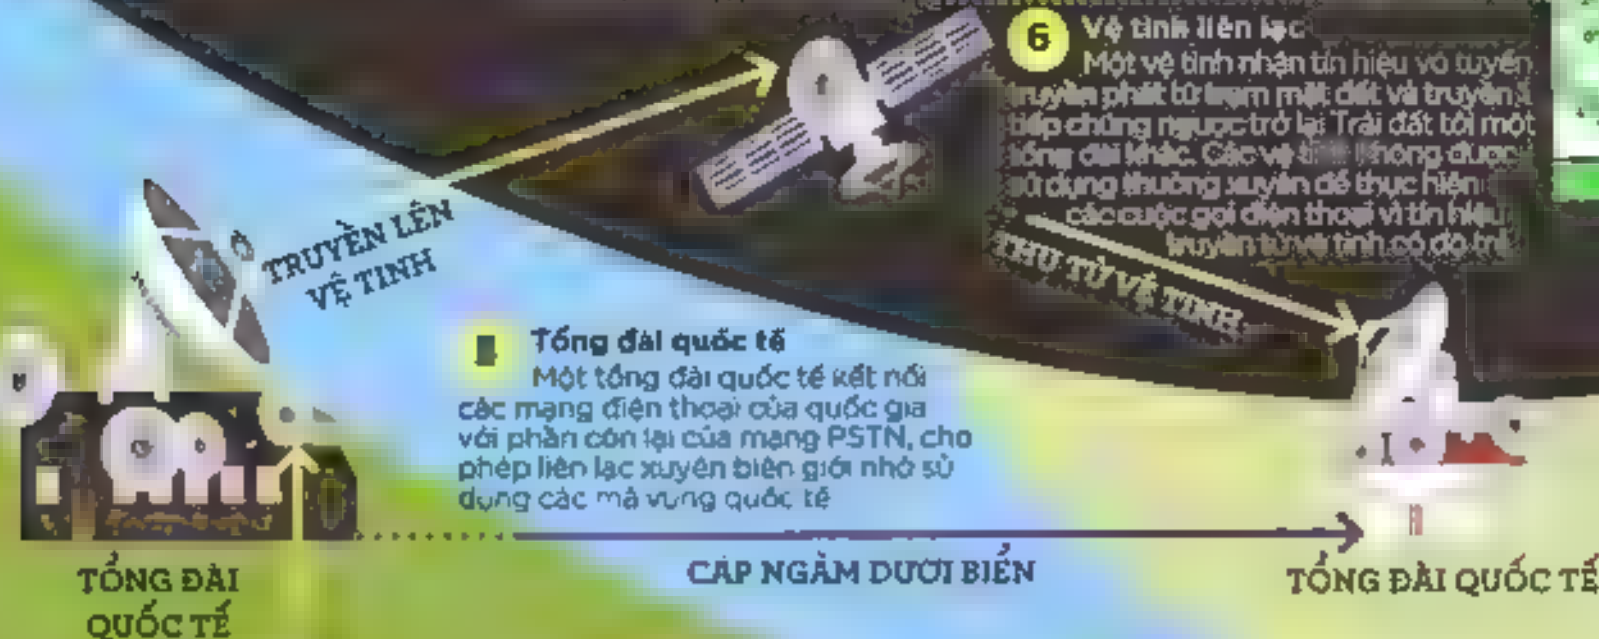 6
Vệ tinh liên lạc
Một vệ tinh nhận tín hiệu vô tuyến
truyền phát từ trạm mặt đất và truyền
tiếp chúng ngược trở lại Trái đất tới một
tổng đài khác. Các vệ tinh không được
sử dụng thường xuyên để thực hiện
các cuộc gọi điện thoại vì tín hiệu
truyền từ vệ tinh có độ trễ
TRUYỀN LÊN
VỆ TINH
THU TỪ VỆ TINH
Tổng đài quốc tế
Một tổng đài quốc tế kết nối
các mạng điện thoại của quốc gia
với phần còn lại của mạng PSTN, cho
phép liên lạc xuyên biên giới nhờ sử
dụng các mã vùng quốc tế
CÁP NGẦM DƯỚI BIỂN
TỔNG ĐÀI
QUỐC TẾ
TỔNG ĐÀI QUỐC TẾ